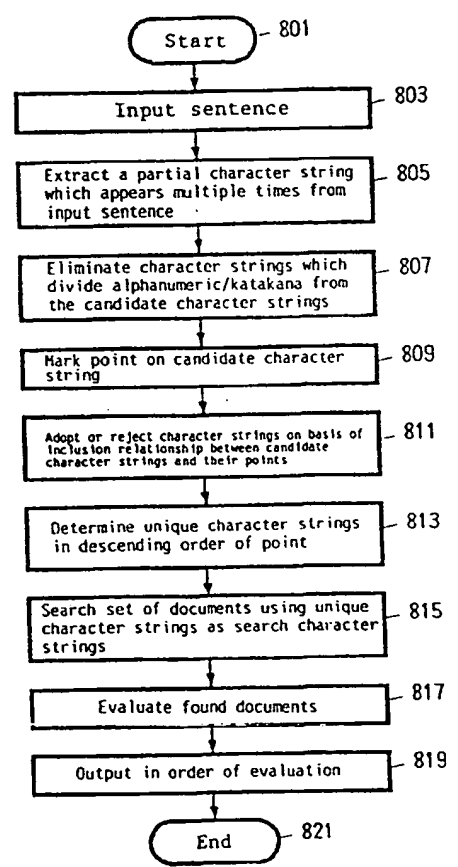 Start
801
Input sentence
803
Extract a partial character string
which appears multiple times from
input sentence
805
Eliminate character strings which
divide alphanumeric/katakana from
the candidate character strings
807
Mark point on candidate character
string
809
Adopt or reject character strings on basis of
inclusion relationship between candidate
character strings and their points
811
Determine unique character strings
in descending order of point
813
Search set of documents using unique
character strings as search character
strings
815
Evaluate found documents
817
Output in order of evaluation
819
End
821